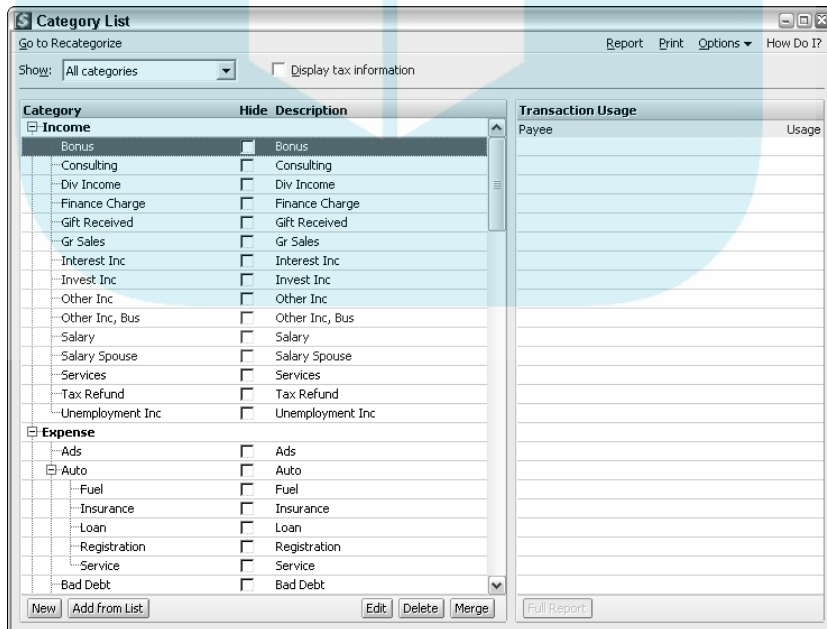 Category List
Go to Recategorize Report Print Options How Do I?
Show: All categories Display tax information
Category Hide Description
Income
Bonus Bonus
Consulting Consulting
Div Income Div Income
Finance Charge Finance Charge
Gift Received Gift Received
Gr Sales Gr Sales
Interest Inc Interest Inc
Invest Inc Invest Inc
Other Inc Other Inc
Other Inc, Bus Other Inc, Bus
Salary Salary
Salary Spouse Salary Spouse
Services Services
Tax Refund Tax Refund
Unemployment Inc Unemployment Inc
Expense
Ads Ads
Auto Auto
Fuel Fuel
Insurance Insurance
Loan Loan
Registration Registration
Service Service
Bad Debt Bad Debt
New Add from List Edit Delete Merge
Transaction Usage
Payee Usage
Full Report